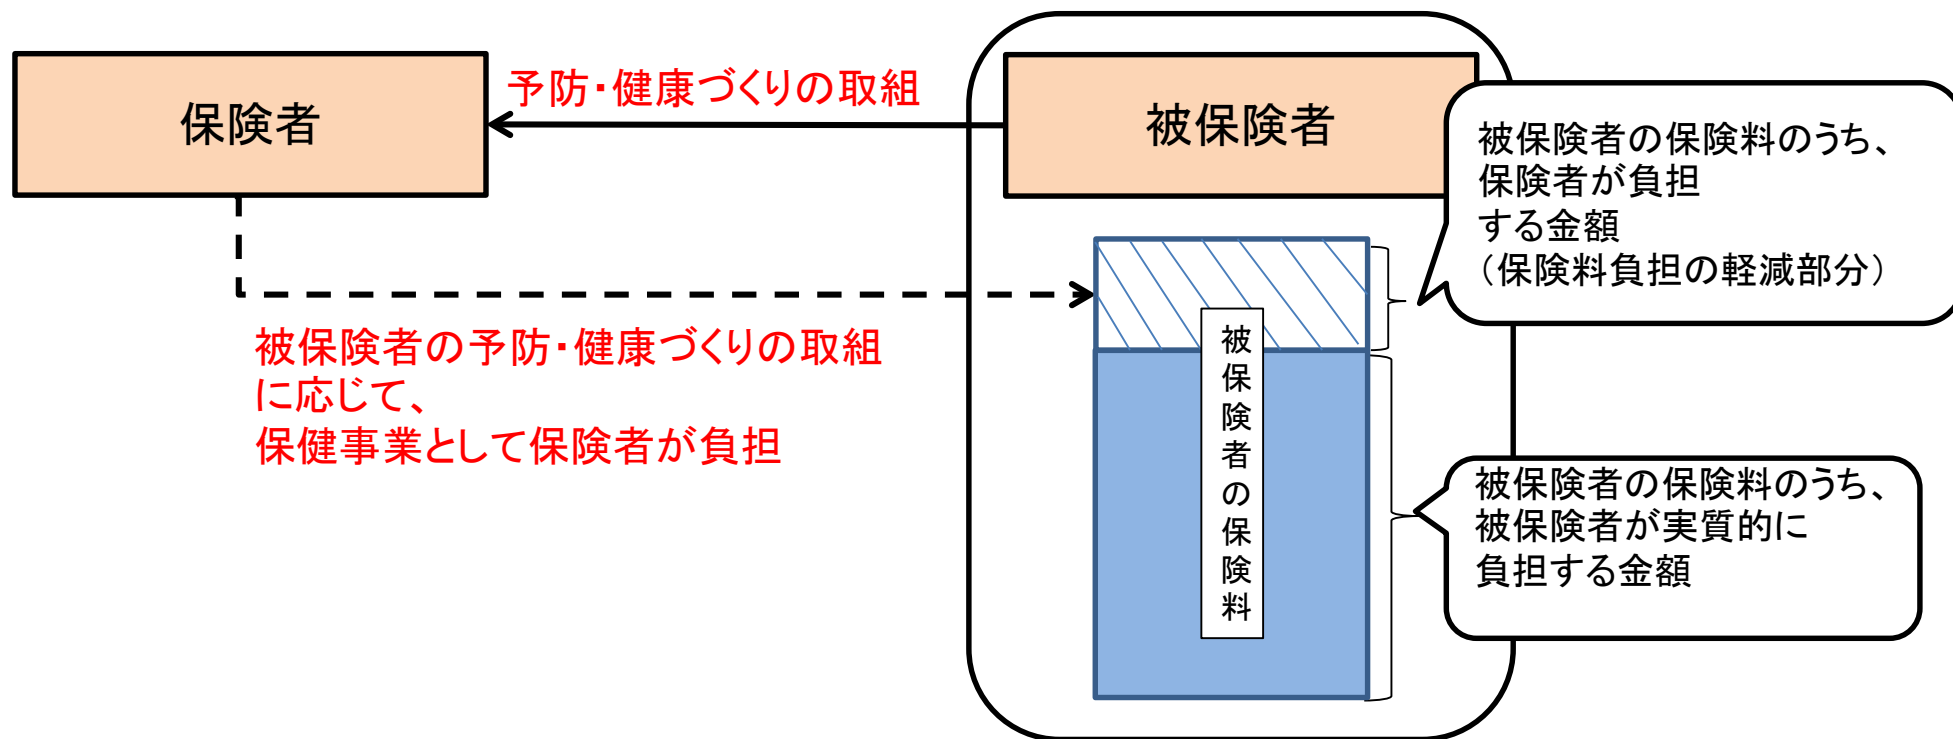 保険者
予防・健康づくりの取組
被保険者
被保険者の保険料のうち、
保険者が負担
する金額
（保険料負担の軽減部分）
被保険者の予防・健康づくりの取組
に応じて、
保健事業として保険者が負担
被保険者の保険料
被保険者の保険料のうち、
被保険者が実質的に
負担する金額